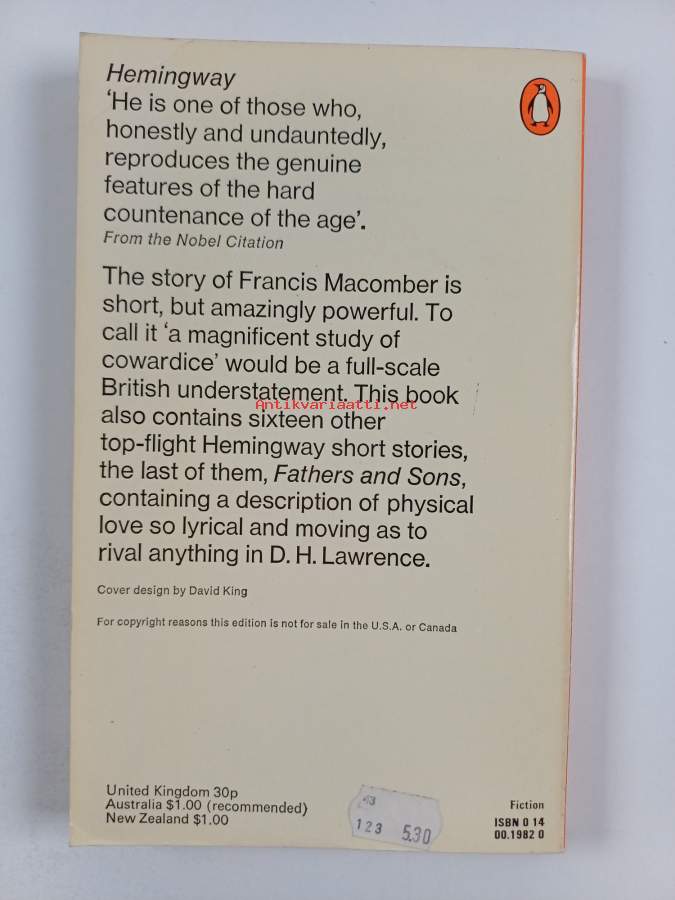 Hemingway
‘He is one of those who,
honestly and undauntedly,
reproduces the genuine
features of the hard
countenance of the age’.
From the Nobel Citation
The story of Francis Macomber is
short, but amazingly powerful. To
call it ‘a magnificent study of
cowardice’ would be a full-scale
British understatement. This book
Antikvariaatti.net
also contains sixteen other
top-flight Hemingway short stories,
the last of them, Fathers and Sons,
containing a description of physical
love so lyrical and moving as to
rival anything in D. H. Lawrence.
Cover design by David King
For copyright reasons this edition is not for sale in the U.S.A. or Canada
United Kingdom 30p
Australia $1.00 (recommended)
New Zealand $1.00
123 5.30
Fiction
ISBN 0 14
00.1982 0